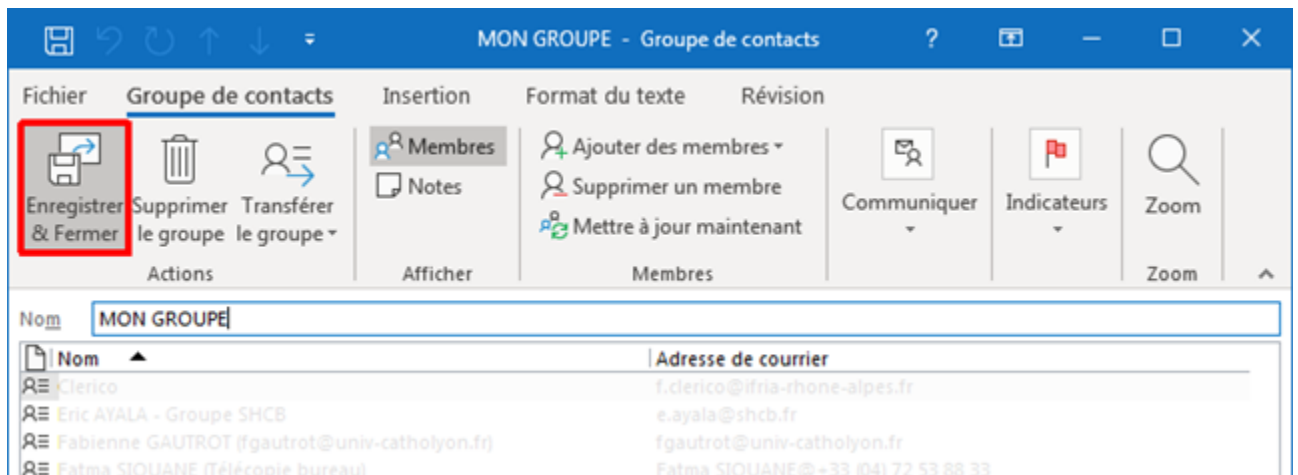 MON GROUPE - Groupe de contacts ?
Fichier Groupe de contacts Insertion Format du texte Révision
Enregistrer & Fermer
Supprimer le groupe
Transférer le groupe
Membres
Notes
Ajouter des membres
Supprimer un membre
Mettre à jour maintenant
Communiquer
Indicateurs
Zoom
Actions Afficher Membres Zoom
Nom MON GROUPE
Nom Adresse de courrier
Clerico f.clerico@ifria-rhone-alpes.fr
Eric AYALA - Groupe SHCB e.ayala@shcb.fr
Fabienne GAUTROT (fgautrot@univ-catholyon.fr) fgautrot@univ-catholyon.fr
Fatma SIOUANE (Télécopie bureau) Fatma SIOUANE@+33 (04) 72 53 88 33